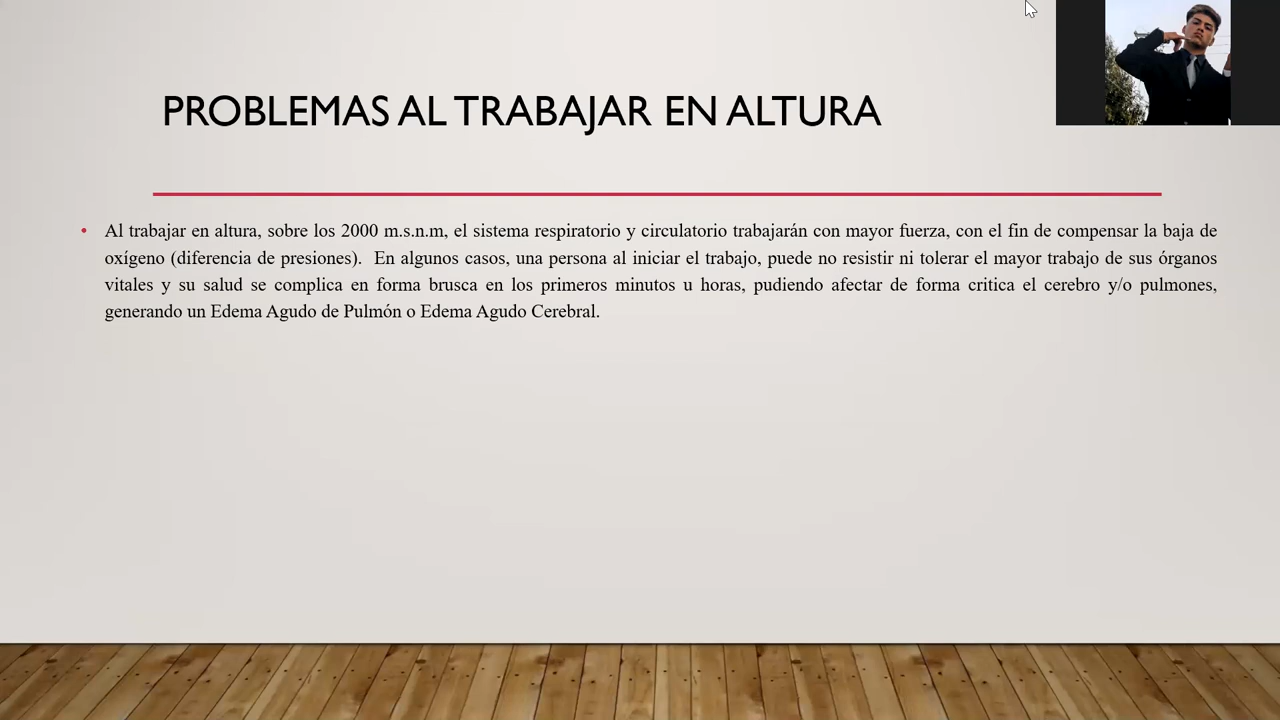 PROBLEMAS AL TRABAJAR EN ALTURA
• Al trabajar en altura, sobre los 2000 m.s.n.m, el sistema respiratorio y circulatorio trabajarán con mayor fuerza, con el fin de compensar la baja de
oxígeno (diferencia de presiones). En algunos casos, una persona al iniciar el trabajo, puede no resistir ni tolerar el mayor trabajo de sus órganos
vitales y su salud se complica en forma brusca en los primeros minutos u horas, pudiendo afectar de forma critica el cerebro y/o pulmones,
generando un Edema Agudo de Pulmón o Edema Agudo Cerebral.